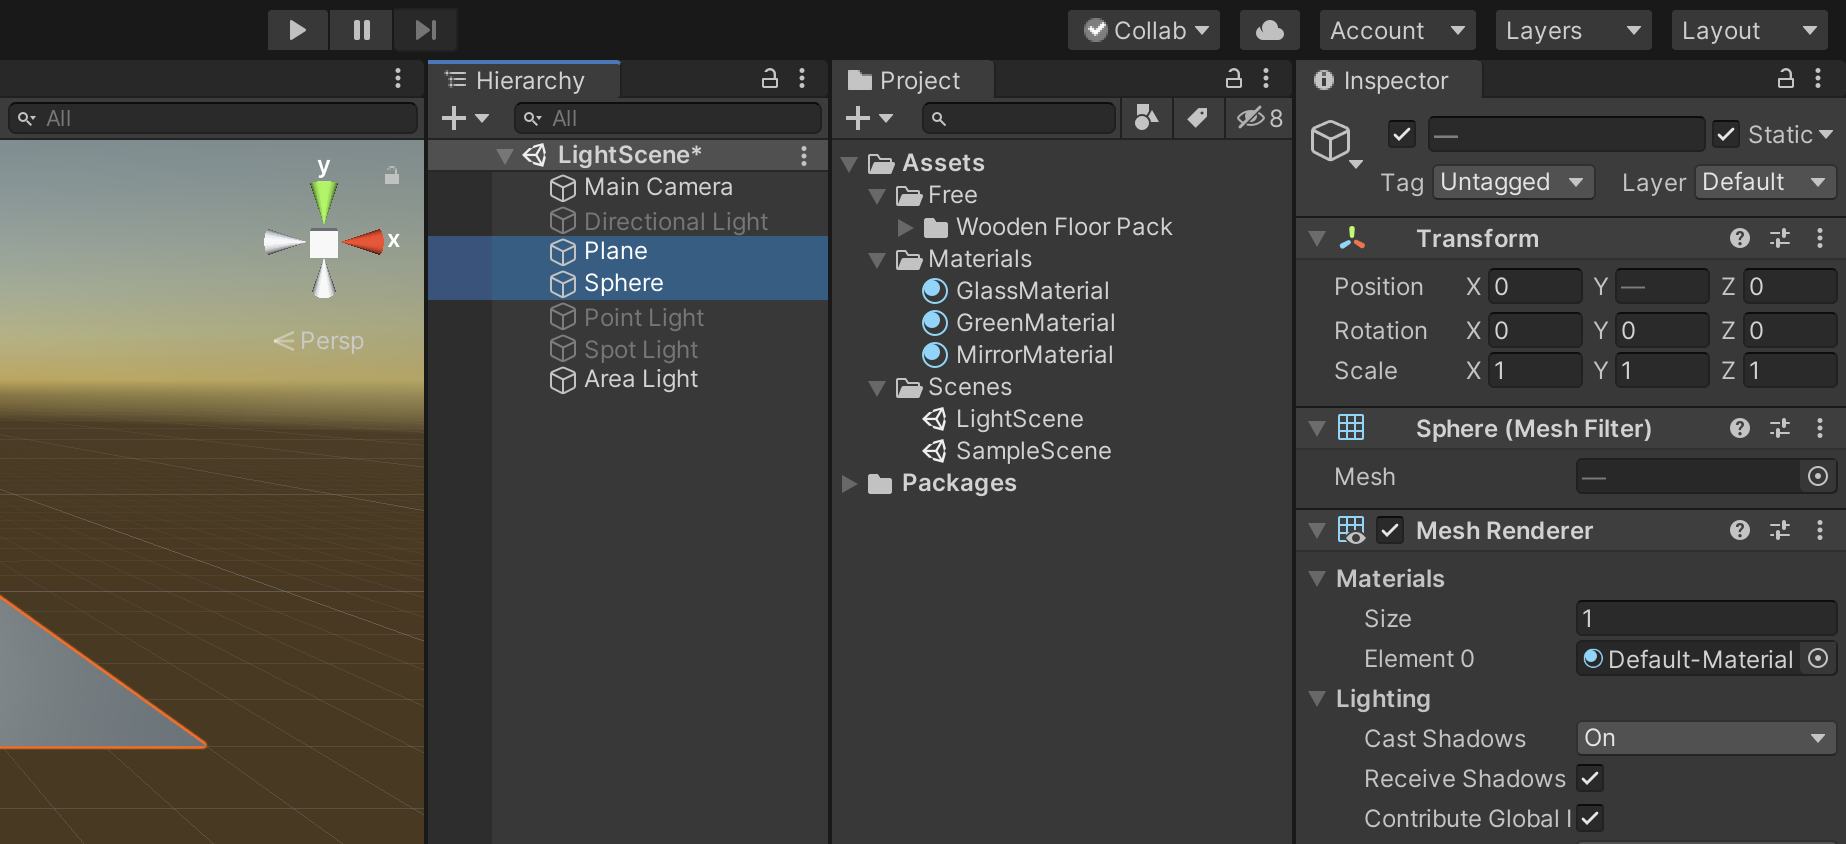 Collab
Account
Layers
Layout
All
y
x
Persp
Hierarchy
All
LightScene*
Main Camera
Directional Light
Plane
Sphere
Point Light
Spot Light
Area Light
Project
8
Assets
Free
Wooden Floor Pack
Materials
GlassMaterial
GreenMaterial
MirrorMaterial
Scenes
LightScene
SampleScene
Packages
Inspector
—
Static
Tag Untagged Layer Default
Transform
Position X 0 Y — Z 0
Rotation X 0 Y 0 Z 0
Scale X 1 Y 1 Z 1
Sphere (Mesh Filter)
Mesh —
Mesh Renderer
Materials
Size 1
Element 0 Default-Material
Lighting
Cast Shadows On
Receive Shadows
Contribute Global I